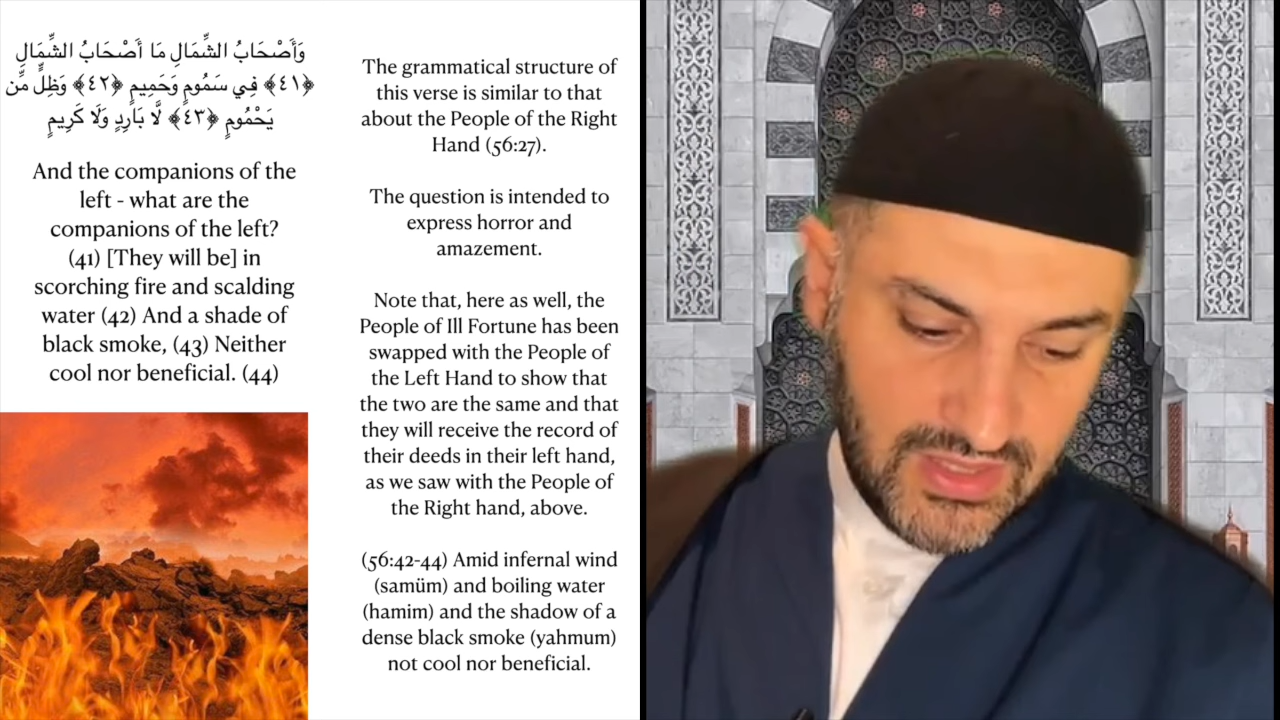 وَأَصْحَابُ الشِّمَالِ مَا أَصْحَابُ الشِّمَالِ
﴿٤١﴾ فِي سَمُومٍ وَحَمِيمٍ ﴿٤٢﴾ وَظِلٍّ مِّن
يَحْمُومٍ ﴿٤٣﴾ لَّا بَارِدٍ وَلَا كَرِيمٍ
And the companions of the
left - what are the
companions of the left?
(41) [They will be] in
scorching fire and scalding
water (42) And a shade of
black smoke, (43) Neither
cool nor beneficial. (44)
The grammatical structure of
this verse is similar to that
about the People of the Right
Hand (56:27).
The question is intended to
express horror and
amazement.
Note that, here as well, the
People of Ill Fortune has been
swapped with the People of
the Left Hand to show that
the two are the same and that
they will receive the record of
their deeds in their left hand,
as we saw with the People of
the Right hand, above.
(56:42-44) Amid infernal wind
(samüm) and boiling water
(hamim) and the shadow of a
dense black smoke (yahmum)
not cool nor beneficial.